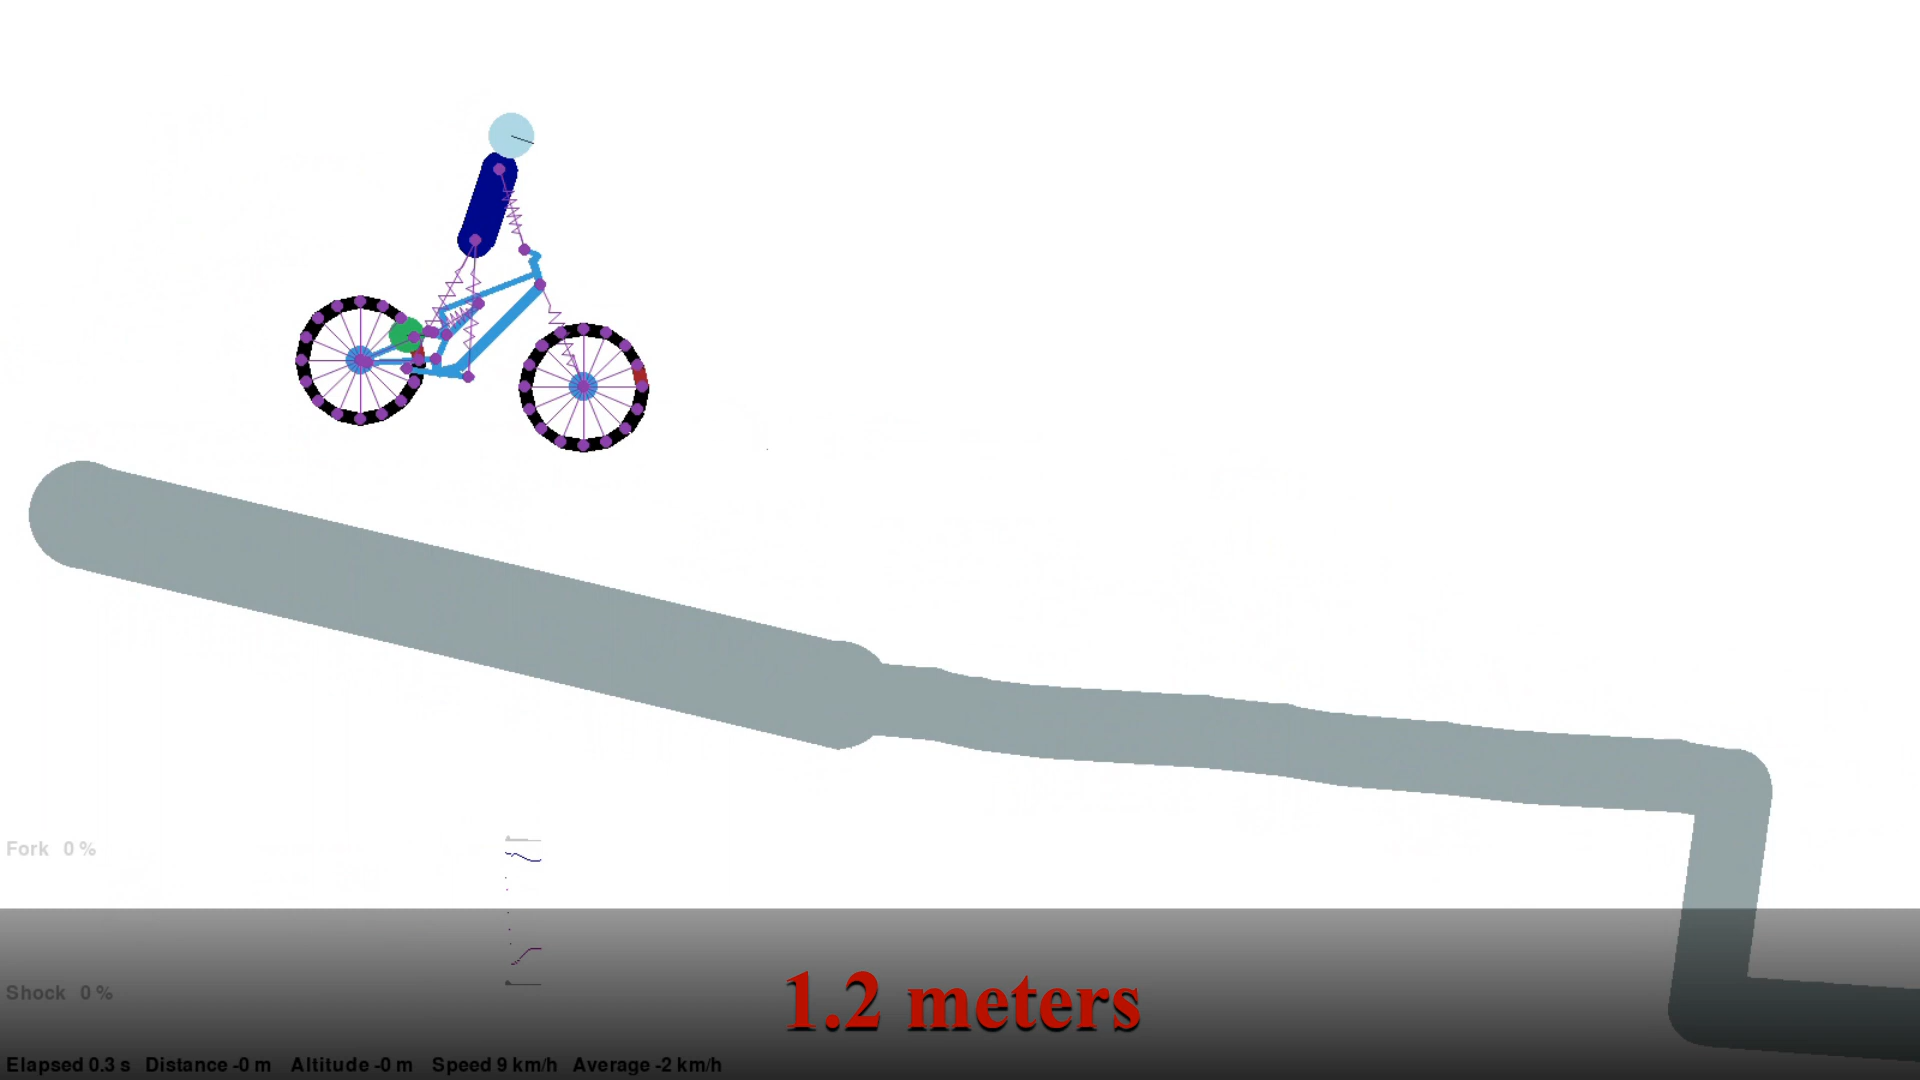 Fork 0 %
Shock 0 %
1.2 meters
Elapsed 0.3 s Distance -0 m Altitude -0 m Speed 9 km/h Average -2 km/h